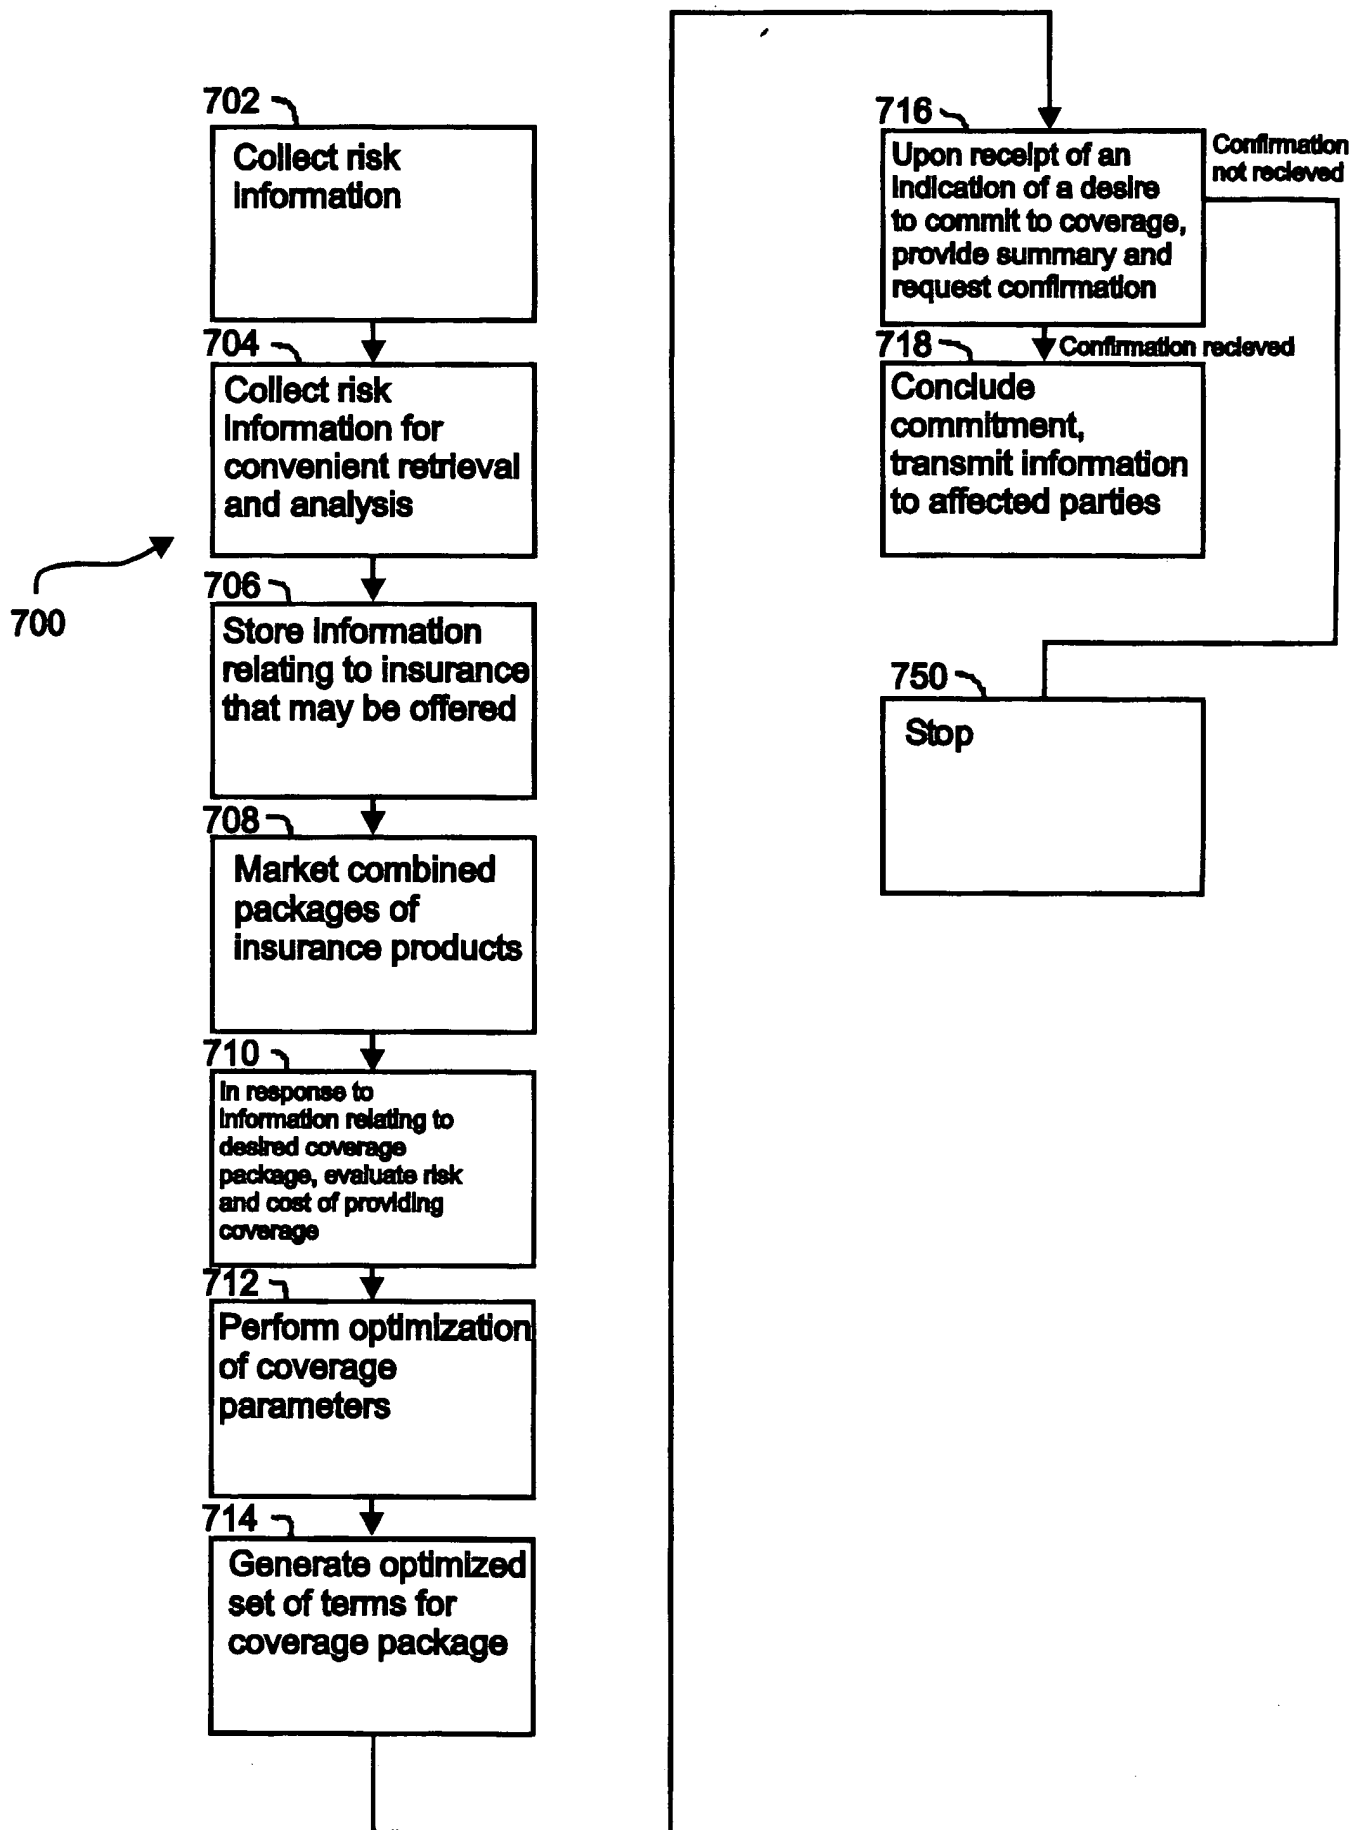 702
Collect risk
information
704
Collect risk
information for
convenient retrieval
and analysis
700
706
Store information
relating to insurance
that may be offered
708
Market combined
packages of
insurance products
710
In response to
information relating to
desired coverage
package, evaluate risk
and cost of providing
coverage
712
Perform optimization
of coverage
parameters
714
Generate optimized
set of terms for
coverage package
716
Upon receipt of an
indication of a desire
to commit to coverage,
provide summary and
request confirmation
Confirmation
not recieved
Confirmation recieved
718
Conclude
commitment,
transmit information
to affected parties
750
Stop